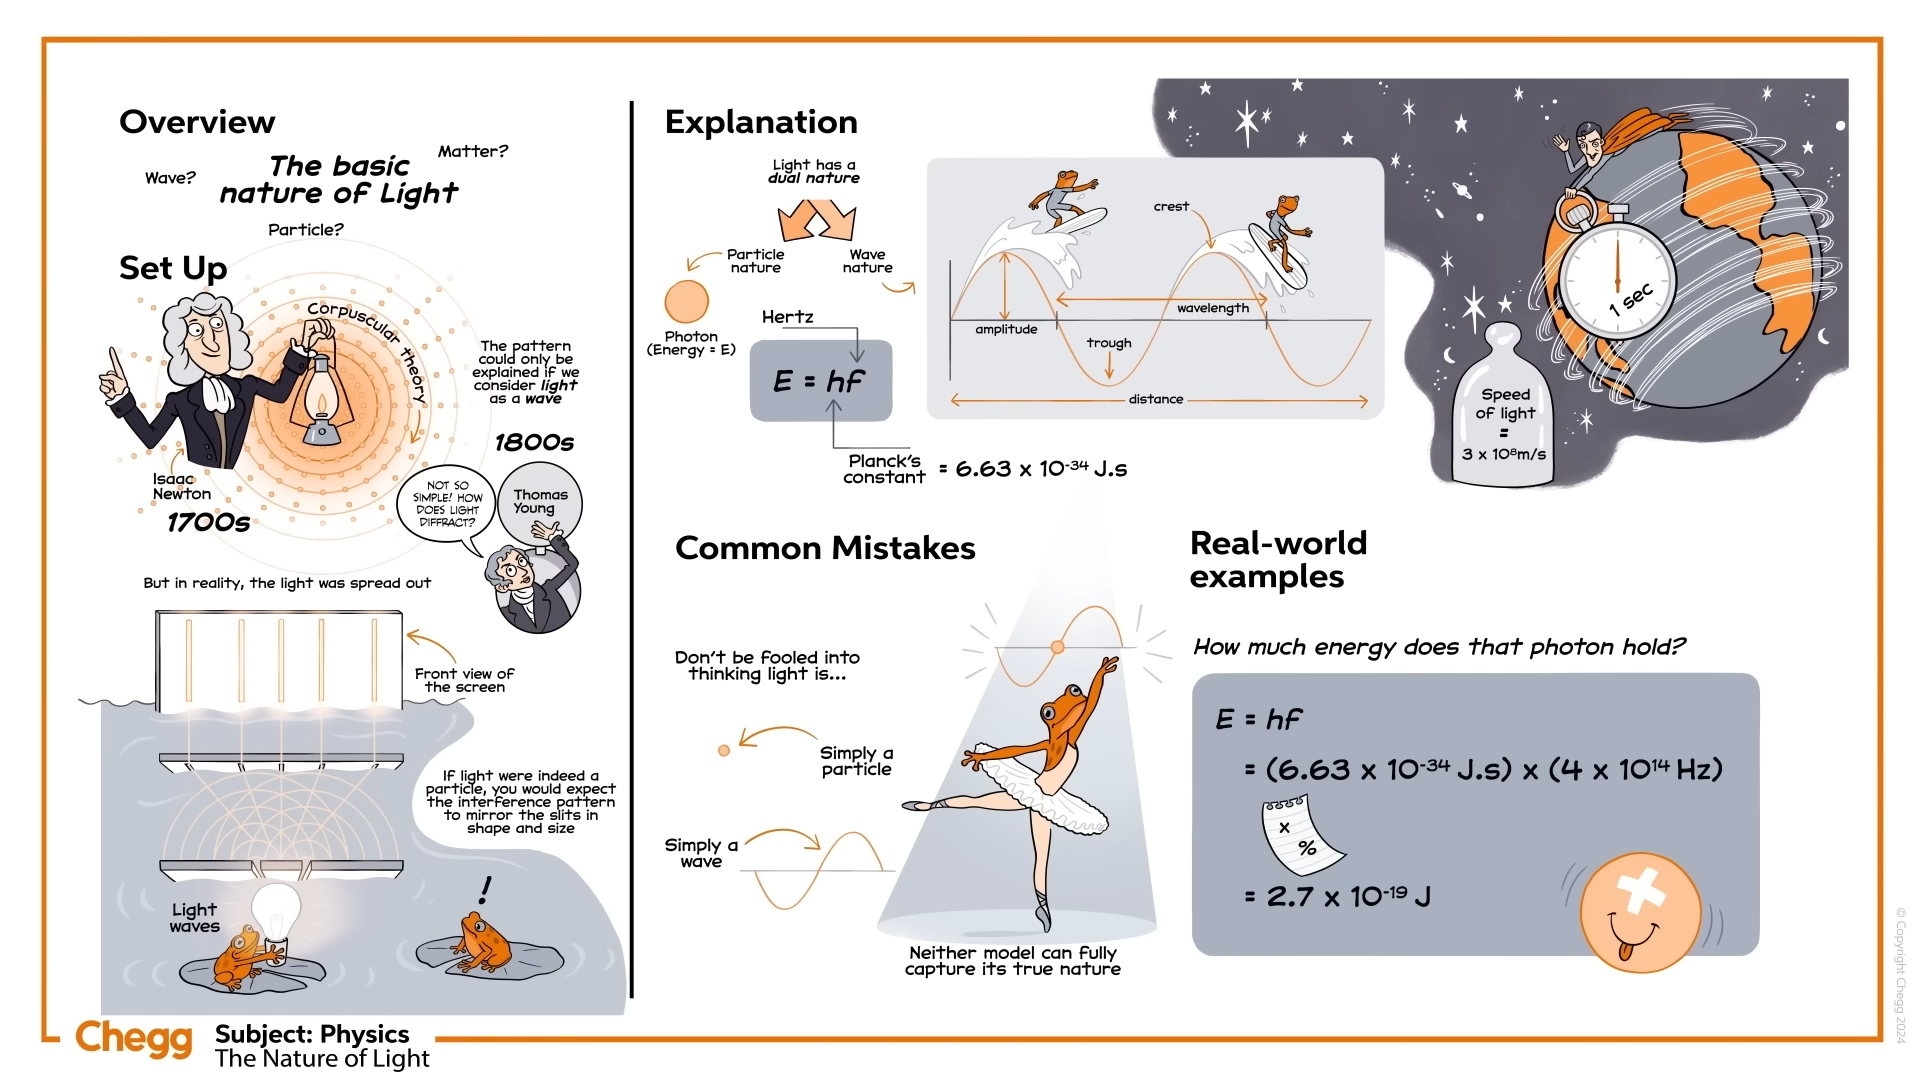 Overview
Matter?
Wave?
The basic
nature of Light
Particle?
Set Up
Corpuscular theory
The pattern
could only be
explained if we
consider light
as a wave
1800s
Isaac
Newton
1700s
NOT SO
SIMPLE! HOW
DOES LIGHT
DIFFRACT?
Thomas
Young
But in reality, the light was spread out
Front view of
the screen
If light were indeed a
particle, you would expect
the interference pattern
to mirror the slits in
shape and size
!
Light
waves
Explanation
Light has a
dual nature
Particle
nature
Wave
nature
Photon
(Energy = E)
Hertz
E = hf
Planck's
constant
= 6.63 x 10⁻³⁴ J.s
crest
wavelength
amplitude
trough
distance
1 sec
Speed
of light
=
3 x 10⁸m/s
Common Mistakes
Don't be fooled into
thinking light is...
Simply a
particle
Simply a
wave
Neither model can fully
capture its true nature
Real-world
examples
How much energy does that photon hold?
E = hf
= (6.63 x 10⁻³⁴ J.s) x (4 x 10¹⁴ Hz)
x
%
= 2.7 x 10⁻¹⁹ J
Chegg
Subject: Physics
The Nature of Light
© Copyright Chegg 2024